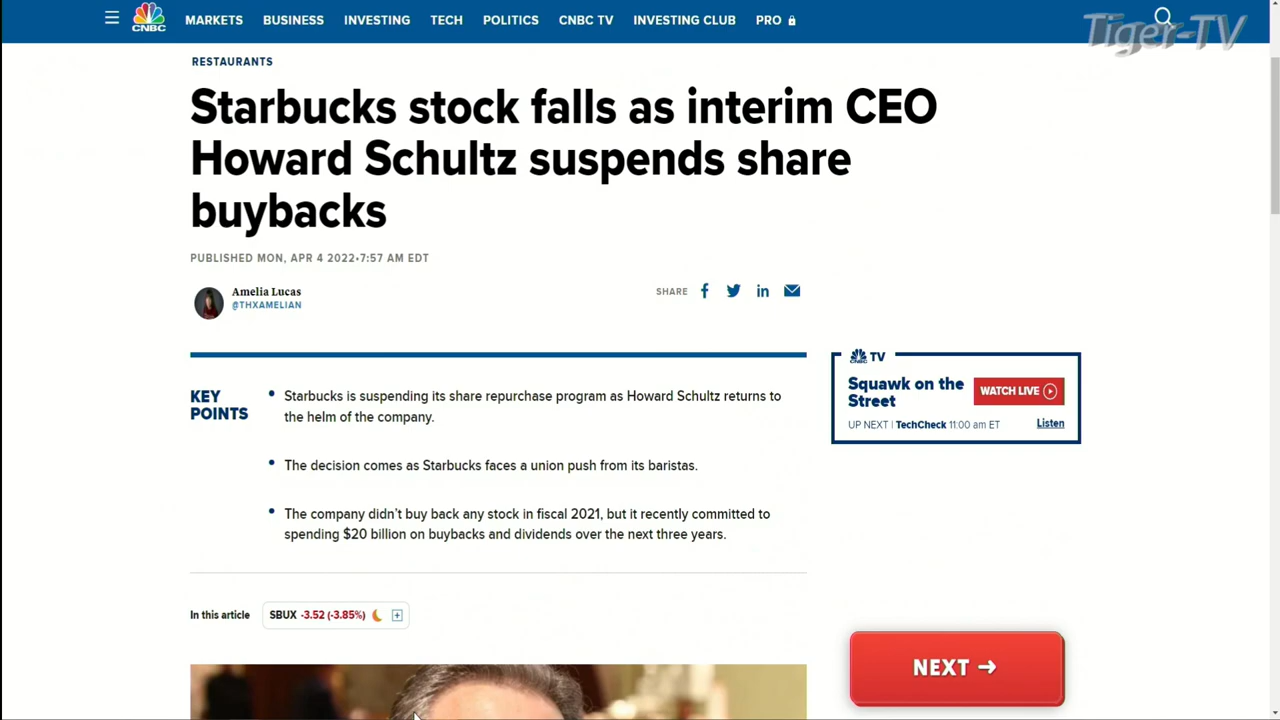 CNBC
MARKETS BUSINESS INVESTING TECH POLITICS CNBC TV INVESTING CLUB PRO
Tiger-TV
RESTAURANTS
Starbucks stock falls as interim CEO
Howard Schultz suspends share
buybacks
PUBLISHED MON, APR 4 2022•7:57 AM EDT
Amelia Lucas
@THXAMELIAN
SHARE
KEY
POINTS
• Starbucks is suspending its share repurchase program as Howard Schultz returns to
the helm of the company.
• The decision comes as Starbucks faces a union push from its baristas.
• The company didn’t buy back any stock in fiscal 2021, but it recently committed to
spending $20 billion on buybacks and dividends over the next three years.
CNBC TV
Squawk on the
Street
WATCH LIVE
UP NEXT | TechCheck 11:00 am ET
Listen
In this article
SBUX -3.52 (-3.85%)
NEXT →